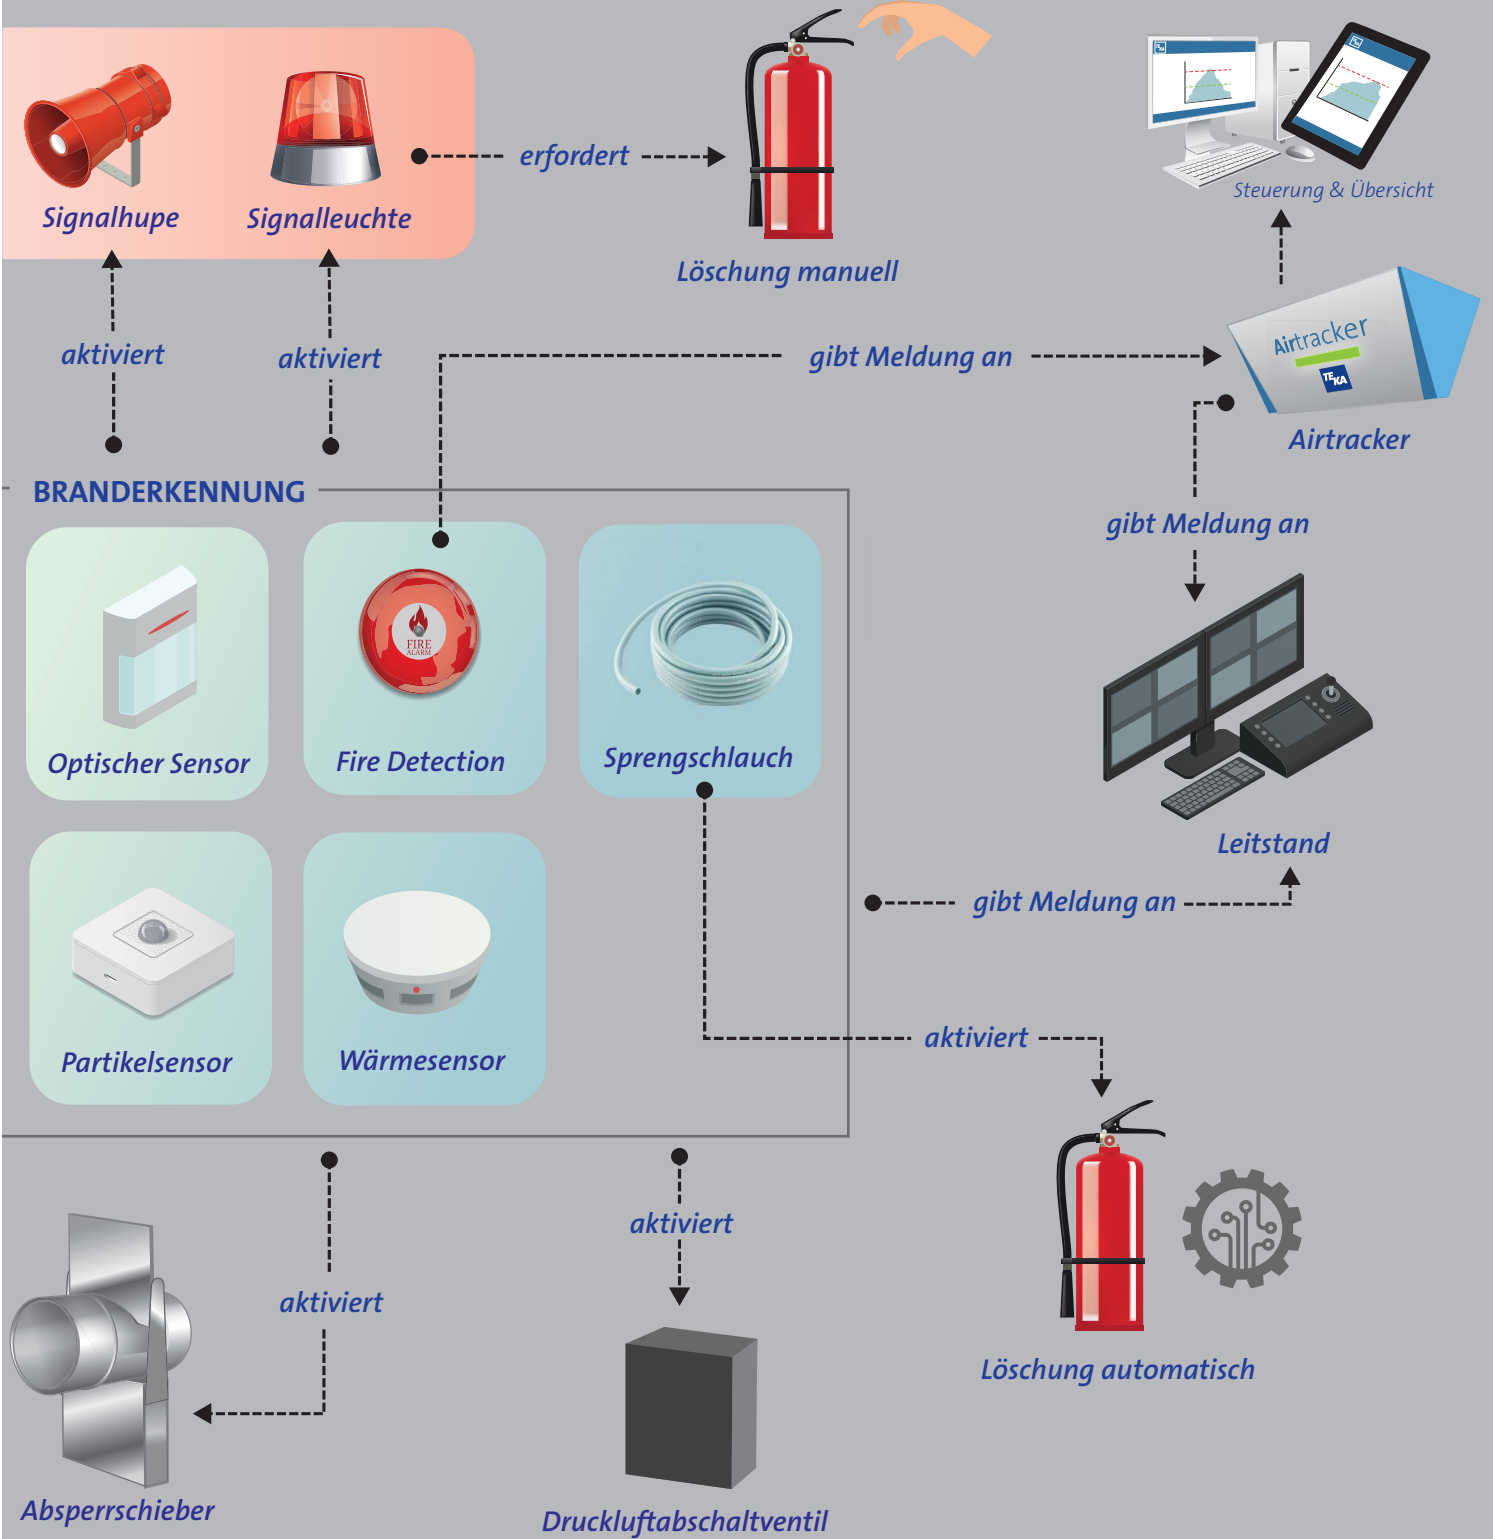 Signalhupe
Signalleuchte
erfordert
Löschung manuell
Steuerung & Übersicht
aktiviert
aktiviert
gibt Meldung an
Airtracker
TEKA
Airtracker
BRANDERKENNUNG
gibt Meldung an
FIRE
ALARM
Optischer Sensor
Fire Detection
Sprengschlauch
Leitstand
gibt Meldung an
Partikelsensor
Wärmesensor
aktiviert
aktiviert
aktiviert
Löschung automatisch
Absperrschieber
Druckluftabschaltventil